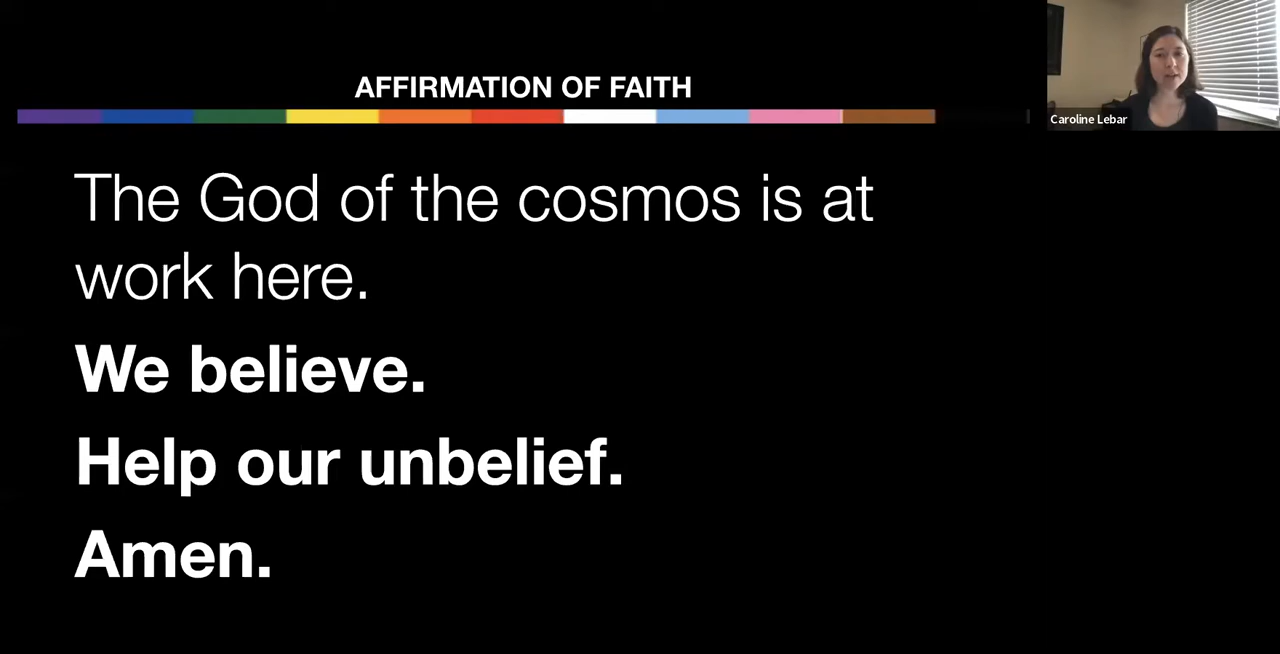 AFFIRMATION OF FAITH
Caroline Lebar
The God of the cosmos is at
work here.
We believe.
Help our unbelief.
Amen.